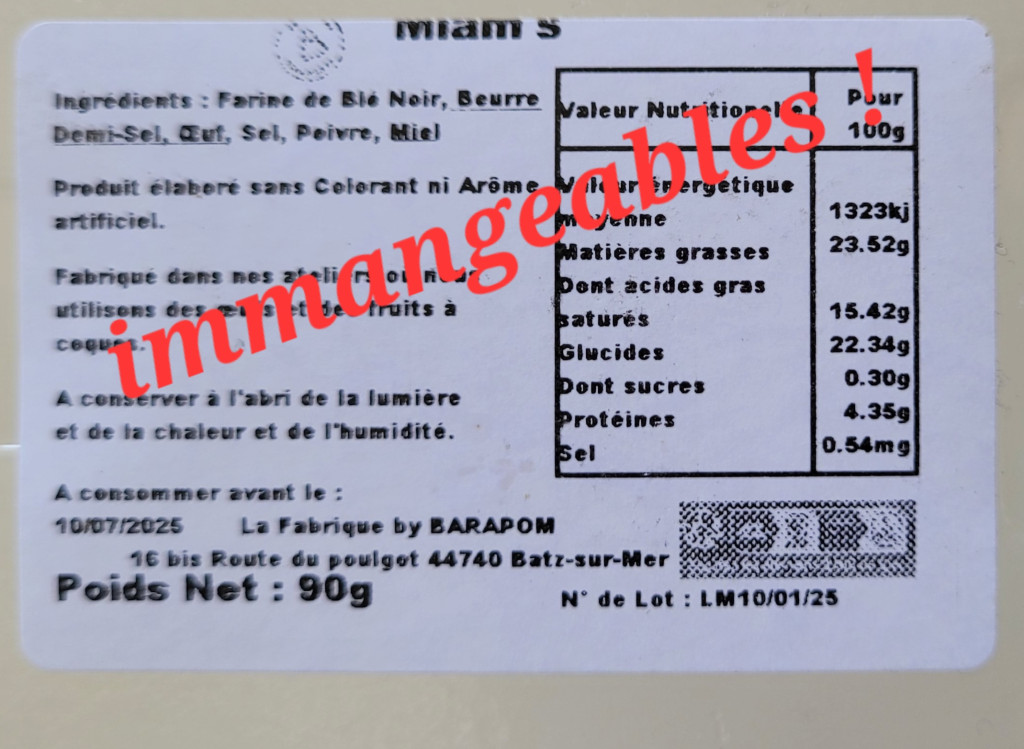 Miam's
Ingrédients : Farine de Blé Noir, Beurre
Demi-Sel, Œuf, Sel, Poivre, Miel
Produit élaboré sans Colorant ni Arôme
artificiel.
Fabriqué dans nos ateliers où nous
utilisons des œufs et des fruits à
coques.
A conserver à l'abri de la lumière
et de la chaleur et de l'humidité.
A consommer avant le :
10/07/2025 La Fabrique by BARAPOM
16 bis Route du poulgot 44740 Batz-sur-Mer
Poids Net : 90g
Valeur Nutritionelle Pour
100g
Valeur énergétique
moyenne 1323kj
Matières grasses 23.52g
Dont acides gras
saturés 15.42g
Glucides 22.34g
Dont sucres 0.30g
Protéines 4.35g
Sel 0.54mg
N° de Lot : LM10/01/25
immangeables !